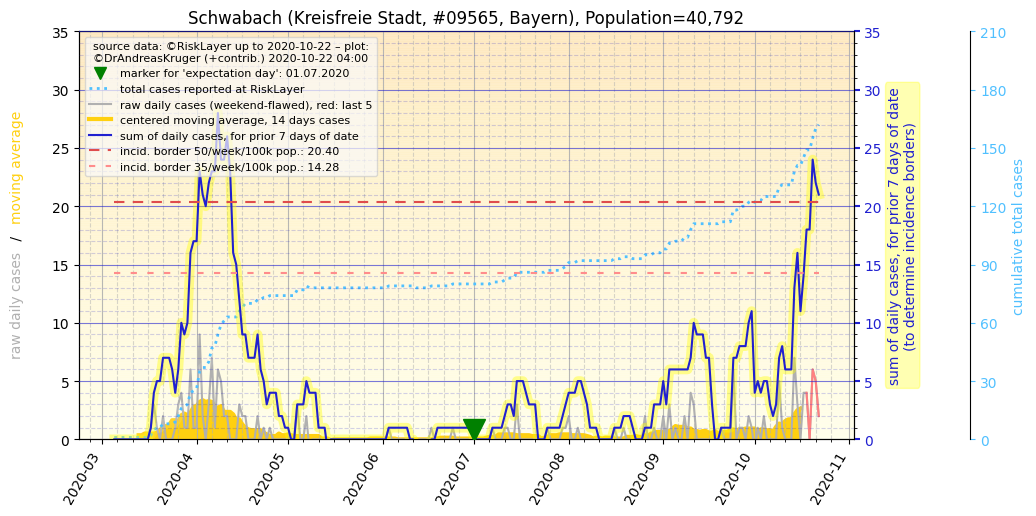 Schwabach (Kreisfreie Stadt, #09565, Bayern), Population=40,792
source data: ©RiskLayer up to 2020-10-22 – plot:
©DrAndreasKruger (+contrib.) 2020-10-22 04:00
marker for 'expectation day': 01.07.2020
total cases reported at RiskLayer
raw daily cases (weekend-flawed), red: last 5
centered moving average, 14 days cases
sum of daily cases, for prior 7 days of date
incid. border 50/week/100k pop.: 20.40
incid. border 35/week/100k pop.: 14.28
raw daily cases / moving average
35
30
25
20
15
10
5
0
2020-03
2020-04
2020-05
2020-06
2020-07
2020-08
2020-09
2020-10
2020-11
35
30
25
20
15
10
5
0
sum of daily cases, for prior 7 days of date
(to determine incidence borders)
210
180
150
120
90
60
30
0
cumulative total cases